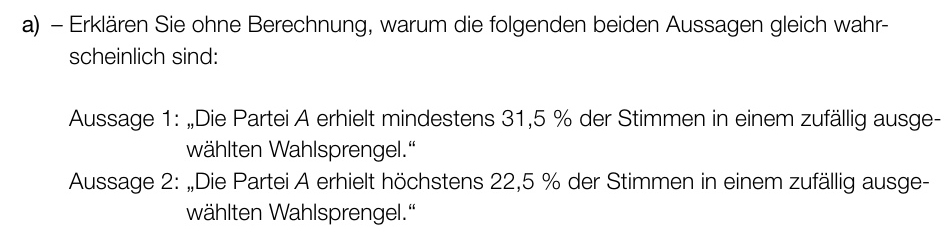 a) – Erklären Sie ohne Berechnung, warum die folgenden beiden Aussagen gleich wahr-
scheinlich sind:
Aussage 1: „Die Partei A erhielt mindestens 31,5 % der Stimmen in einem zufällig ausge-
wählten Wahlsprengel.“
Aussage 2: „Die Partei A erhielt höchstens 22,5 % der Stimmen in einem zufällig ausge-
wählten Wahlsprengel.“